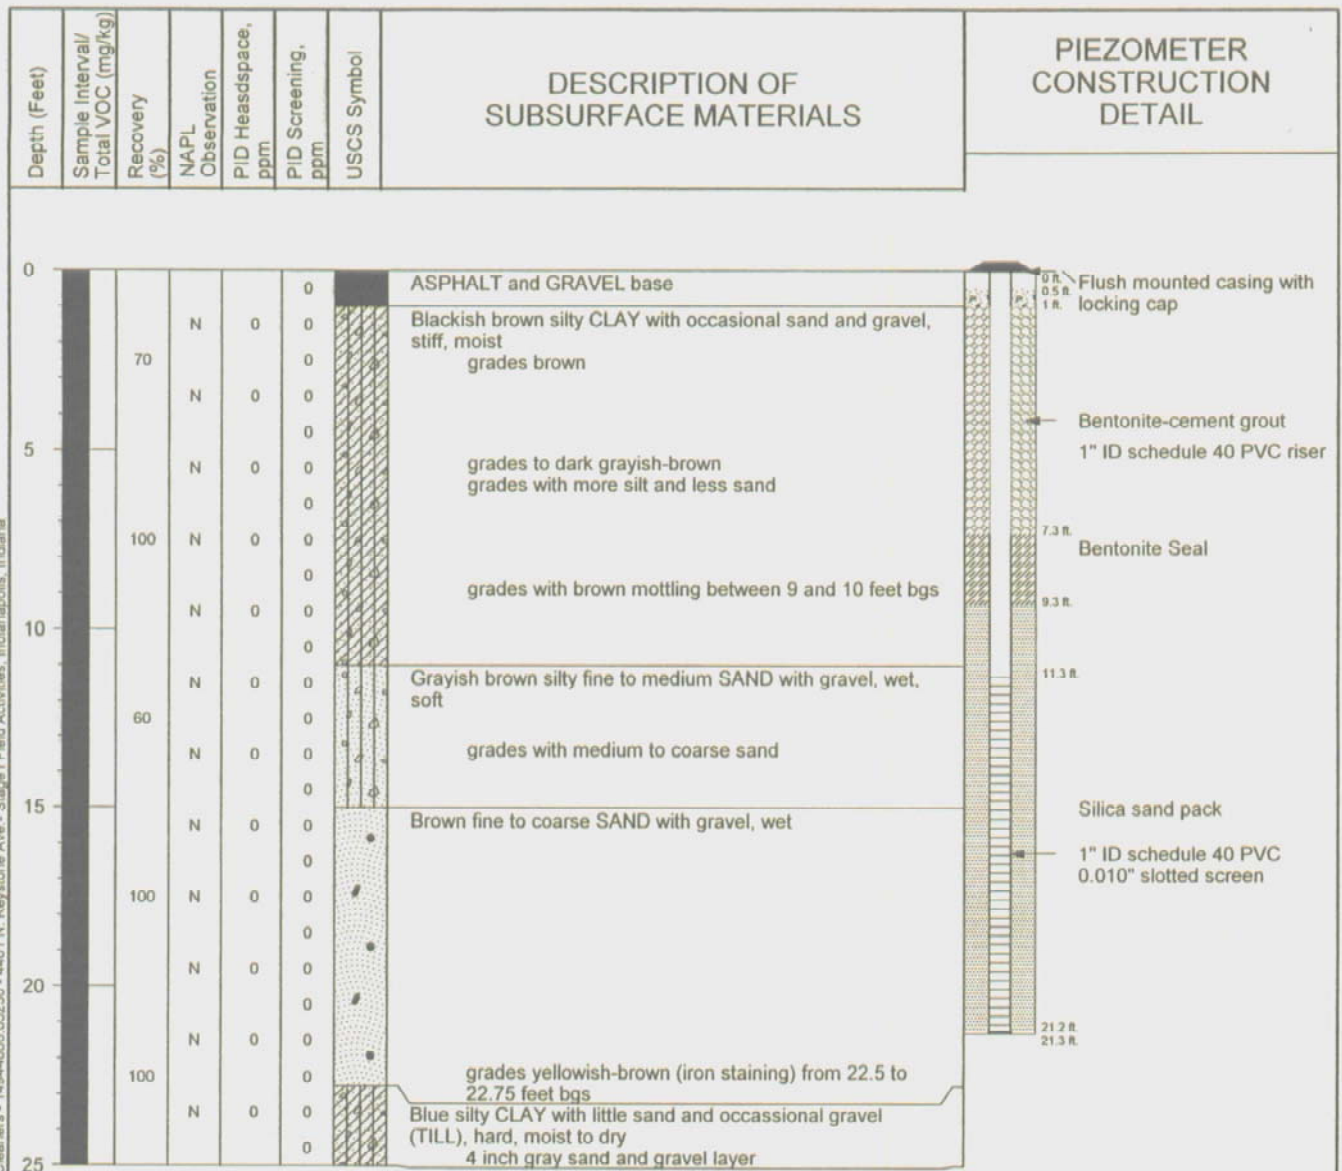 Depth (Feet)
Sample Interval/
Total VOC (mg/kg)
Recovery
(%)
NAPL
Observation
PID Heasdspace,
ppm
PID Screening,
ppm
USCS Symbol
DESCRIPTION OF
SUBSURFACE MATERIALS
PIEZOMETER
CONSTRUCTION
DETAIL
0
0 ASPHALT and GRAVEL base
0 ft.
0.5 ft.
1 ft.
Flush mounted casing with
locking cap
N 0 0 Blackish brown silty CLAY with occasional sand and gravel,
stiff, moist
70 0 grades brown
N 0 0
0
Bentonite-cement grout
5
1" ID schedule 40 PVC riser
N 0 0 grades to dark grayish-brown
grades with more silt and less sand
0
7.3 ft.
100 N 0 0
Bentonite Seal
0 grades with brown mottling between 9 and 10 feet bgs
N 0 0
9.3 ft.
10
0
11.3 ft.
N 0 0 Grayish brown silty fine to medium SAND with gravel, wet,
soft
60 0
N 0 0 grades with medium to coarse sand
0
15
Silica sand pack
N 0 0 Brown fine to coarse SAND with gravel, wet
0
1" ID schedule 40 PVC
0.010" slotted screen
100 N 0 0
0
N 0 0
20
0
21.2 ft.
21.3 ft.
N 0 0
100 0 grades yellowish-brown (iron staining) from 22.5 to
22.75 feet bgs
N 0 0 Blue silty CLAY with little sand and occassional gravel
(TILL), hard, moist to dry
0 4 inch gray sand and gravel layer
25
N. Keystone Ave.- Stage I Field Activities, Indianapolis, Indiana